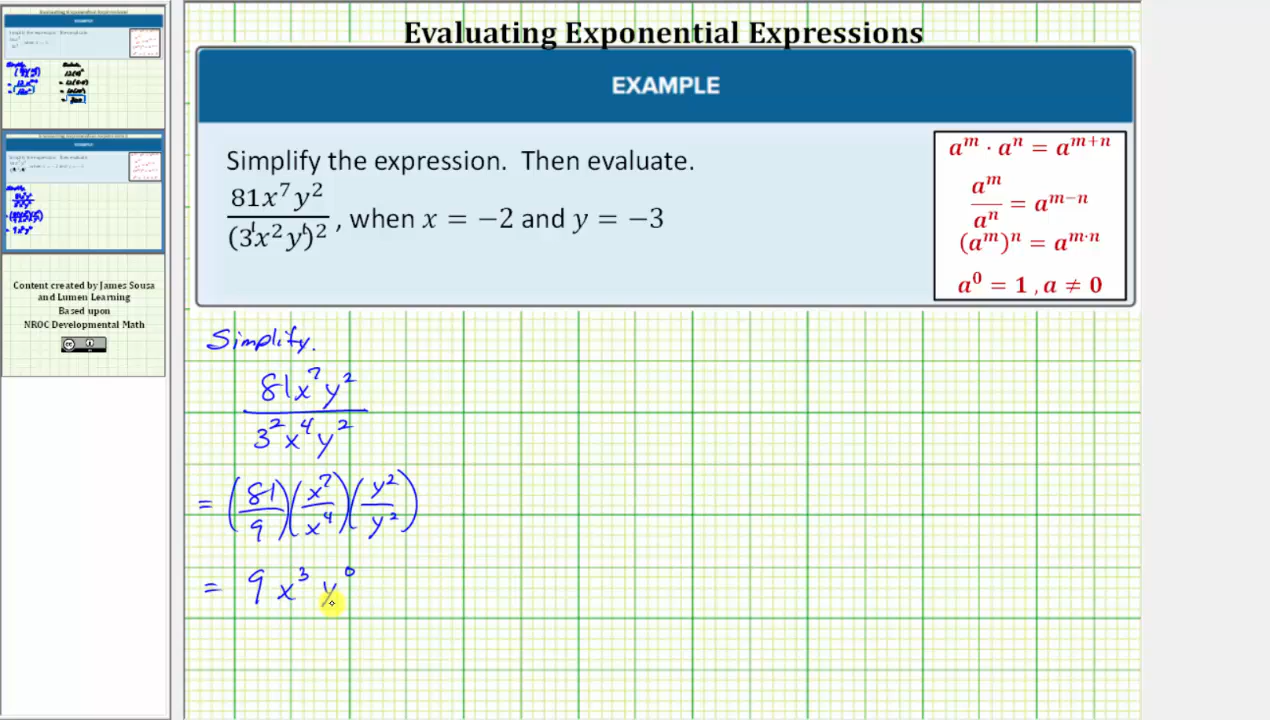 Evaluating Exponential Expressions
EXAMPLE
Simplify the expression. Then evaluate.
81x⁷y² / (3¹x²y¹)² , when x = −2 and y = −3
aᵐ · aⁿ = aᵐ⁺ⁿ
aᵐ / aⁿ = aᵐ⁻ⁿ
(aᵐ)ⁿ = aᵐ·ⁿ
a⁰ = 1 , a ≠ 0
Content created by James Sousa
and Lumen Learning
Based upon
NROC Developmental Math
cc
Simplify.
81x⁷y²
3²x⁴y²
= (81/9)(x⁷/x⁴)(y²/y²)
= 9x³y⁰